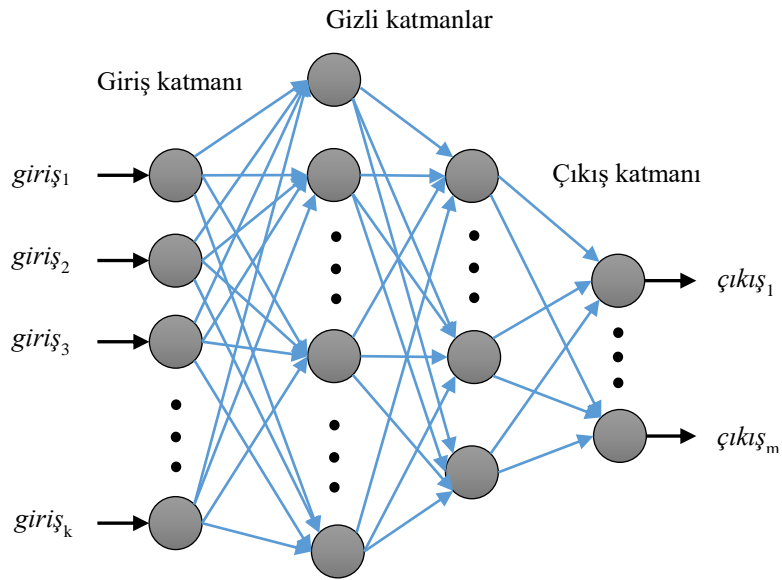 Gizli katmanlar
Giriş katmanı
Çıkış katmanı
giriş₁
giriş₂
giriş₃
girişₖ
çıkış₁
çıkışₘ